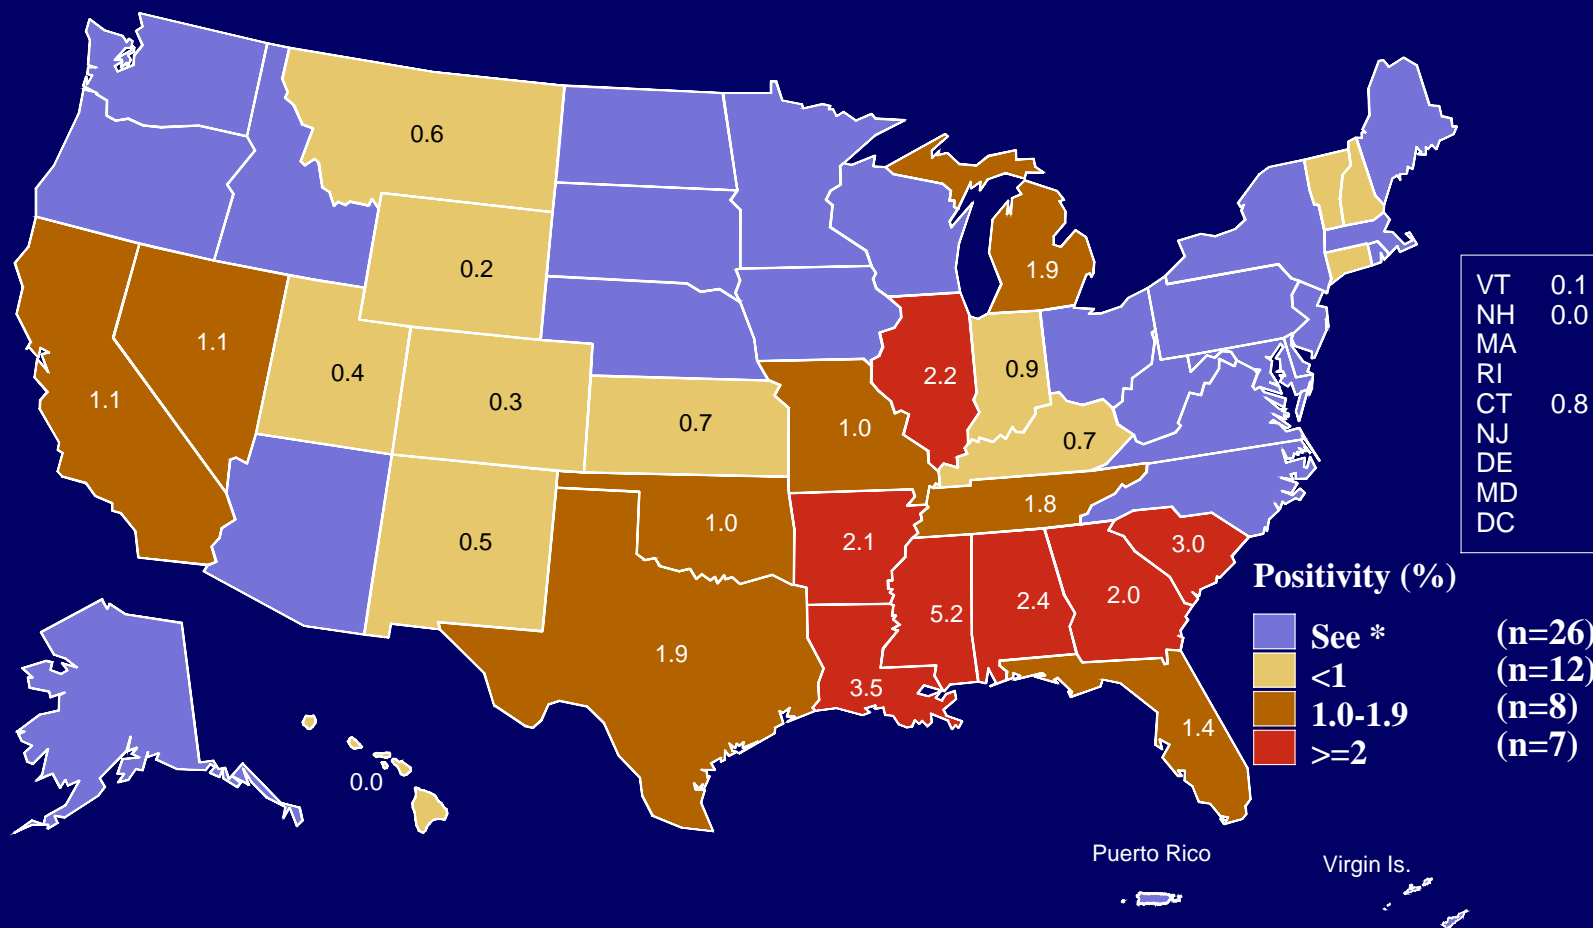 0.6
0.2
1.9
VT 0.1
NH 0.0
MA
RI
CT 0.8
NJ
DE
MD
DC
1.1
0.4
0.3
2.2
0.9
1.1
0.7
1.0
0.7
1.0
1.8
0.5
2.1
3.0
5.2
2.4
2.0
1.9
3.5
1.4
0.0
Positivity (%)
See * (n=26)
<1 (n=12)
1.0-1.9 (n=8)
>=2 (n=7)
Puerto Rico
Virgin Is.